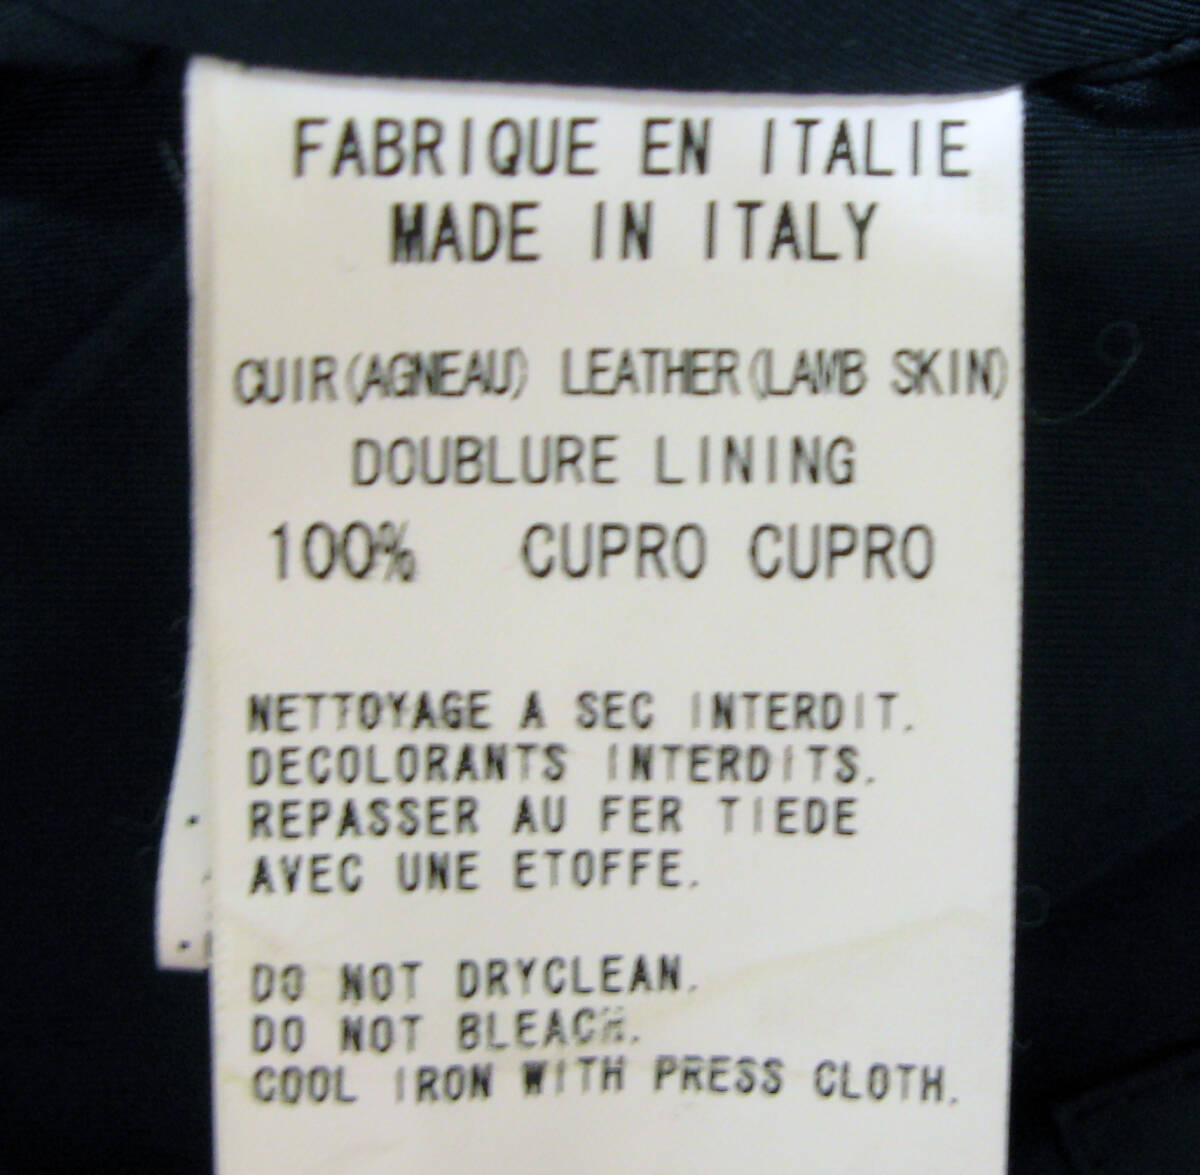 FABRIQUE EN ITALIE
MADE IN ITALY
CUIR(AGNEAU) LEATHER(LAMB SKIN)
DOUBLURE LINING
100% CUPRO CUPRO
NETTOYAGE A SEC INTERDIT.
DECOLORANTS INTERDITS.
REPASSER AU FER TIEDE
AVEC UNE ETOFFE.
DO NOT DRYCLEAN.
DO NOT BLEACH.
COOL IRON WITH PRESS CLOTH.